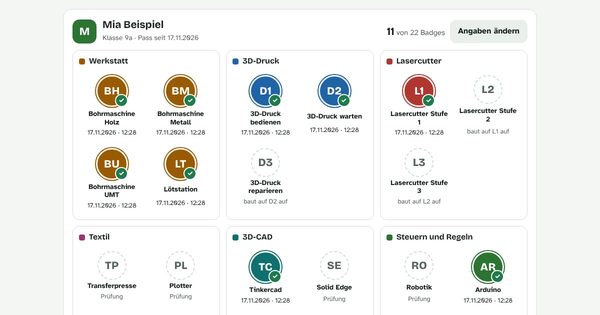 M
Mia Beispiel
Klasse 9a · Pass seit 17.11.2026
11 von 22 Badges
Angaben ändern
Werkstatt
BH
Bohrmaschine
Holz
17.11.2026 · 12:28
BM
Bohrmaschine
Metall
17.11.2026 · 12:28
BU
Bohrmaschine
UMT
17.11.2026 · 12:28
LT
Lötstation
17.11.2026 · 12:28
3D-Druck
D1
3D-Druck
bedienen
17.11.2026 · 12:28
D2
3D-Druck warten
17.11.2026 · 12:28
D3
3D-Druck
reparieren
baut auf D2 auf
Lasercutter
L1
Lasercutter Stufe
1
17.11.2026 · 12:28
L2
Lasercutter Stufe
2
baut auf L1 auf
L3
Lasercutter Stufe
3
baut auf L2 auf
Textil
TP
Transferpresse
Prüfung
PL
Plotter
Prüfung
3D-CAD
TC
Tinkercad
17.11.2026 · 12:28
SE
Solid Edge
Prüfung
Steuern und Regeln
RO
Robotik
Prüfung
AR
Arduino
17.11.2026 · 12:28